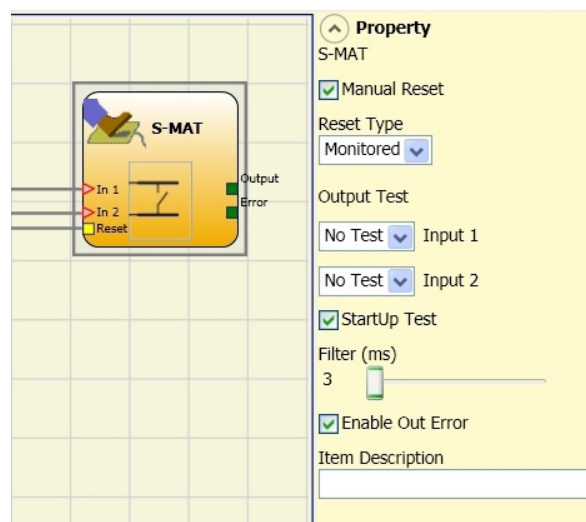 S-MAT
In 1
In 2
Reset
Output
Error
Property
S-MAT
Manual Reset
Reset Type
Monitored
Output Test
No Test Input 1
No Test Input 2
StartUp Test
Filter (ms)
3
Enable Out Error
Item Description